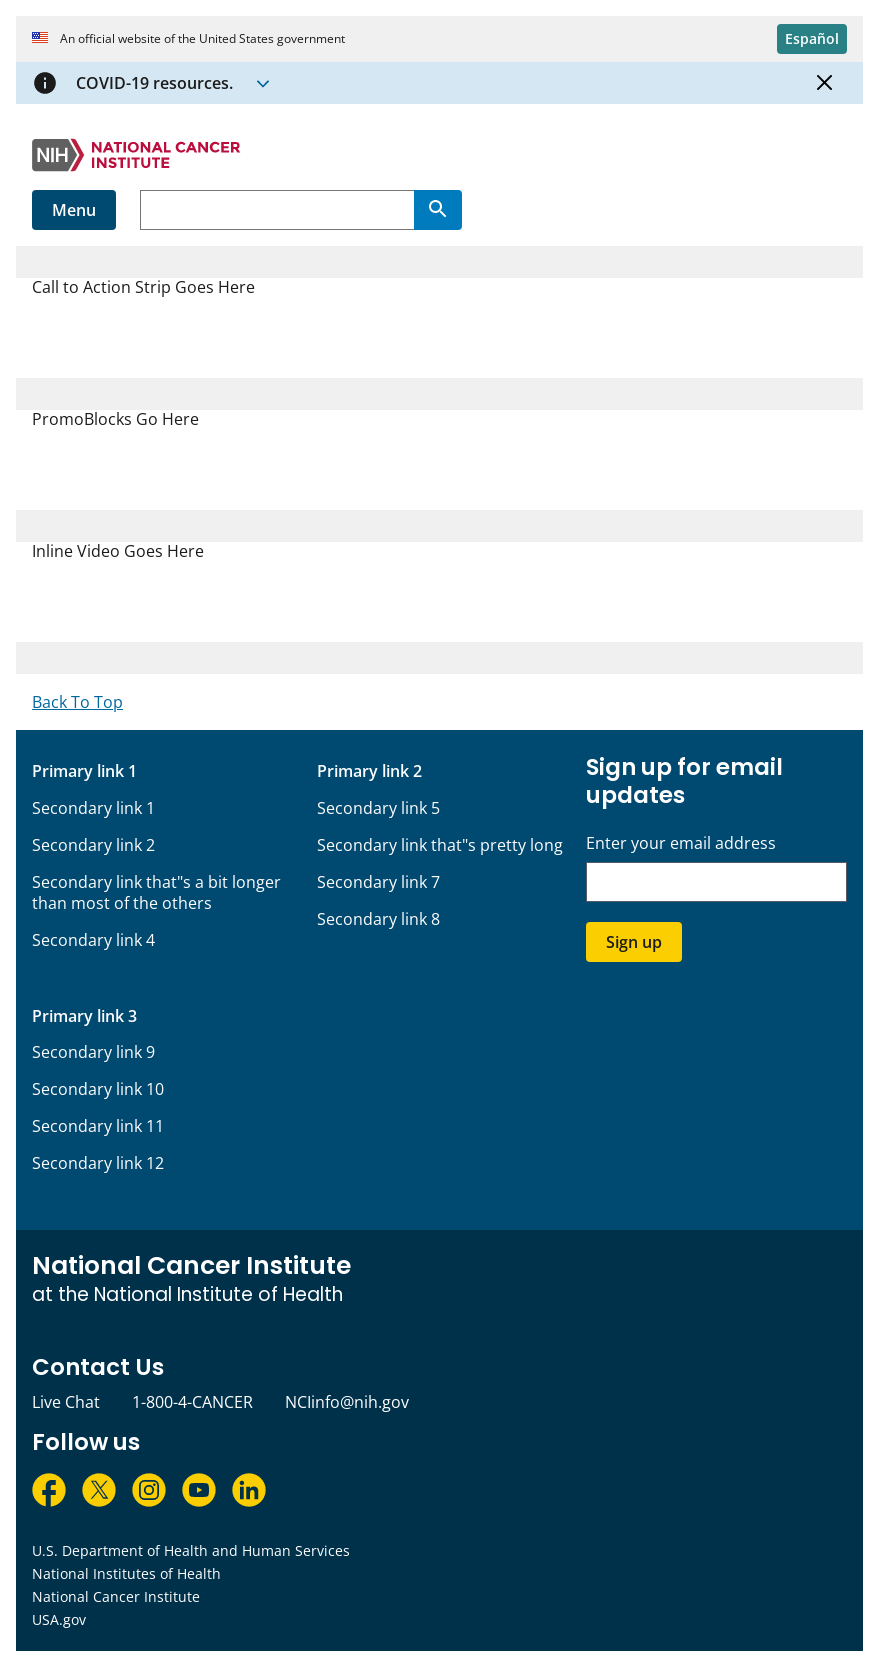 An official website of the United States government
Español
COVID-19 resources.
NIH
NATIONAL CANCER
INSTITUTE
Menu
Call to Action Strip Goes Here
PromoBlocks Go Here
Inline Video Goes Here
Back To Top
Primary link 1
Secondary link 1
Secondary link 2
Secondary link that"s a bit longer
than most of the others
Secondary link 4
Primary link 2
Secondary link 5
Secondary link that"s pretty long
Secondary link 7
Secondary link 8
Primary link 3
Secondary link 9
Secondary link 10
Secondary link 11
Secondary link 12
Sign up for email
updates
Enter your email address
Sign up
National Cancer Institute
at the National Institute of Health
Contact Us
Live Chat
1-800-4-CANCER
NCIinfo@nih.gov
Follow us
U.S. Department of Health and Human Services
National Institutes of Health
National Cancer Institute
USA.gov